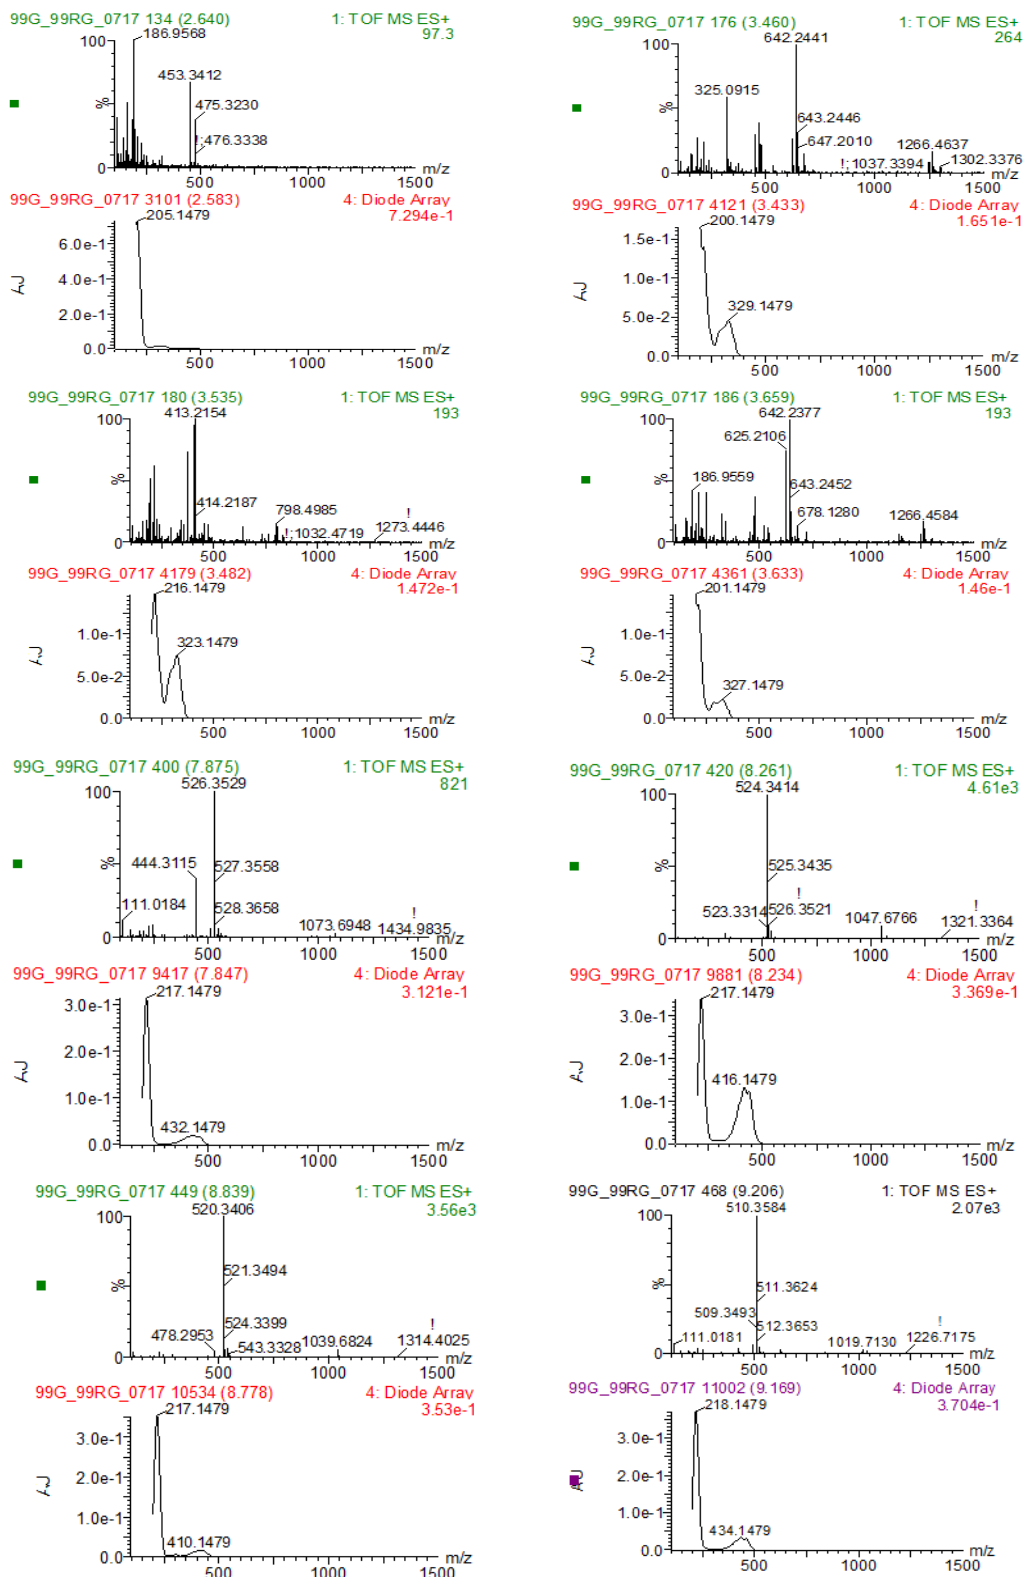 99G_99RG_0717 134 (2.640) 1: TOF MS ES+
97.3
186.9568
100
453.3412
475.3230
!;476.3338
%
0
500 1000 1500 m/z
99G_99RG_0717 3101 (2.583) 4: Diode Array
7.294e-1
205.1479
6.0e-1
4.0e-1
AU
2.0e-1
0.0
500 1000 1500 m/z
99G_99RG_0717 176 (3.460) 1: TOF MS ES+
264
642.2441
100
325.0915
643.2446
647.2010
!;1037.3394
1266.4637
1302.3376
%
0
500 1000 1500 m/z
99G_99RG_0717 4121 (3.433) 4: Diode Array
1.651e-1
200.1479
1.5e-1
1.0e-1
AU
329.1479
5.0e-2
0.0
500 1000 1500 m/z
99G_99RG_0717 180 (3.535) 1: TOF MS ES+
193
413.2154
100
414.2187
798.4985
!
!;1032.4719
1273.4446
%
0
500 1000 1500 m/z
99G_99RG_0717 4179 (3.482) 4: Diode Array
1.472e-1
216.1479
1.0e-1
AU
323.1479
5.0e-2
0.0
500 1000 1500 m/z
99G_99RG_0717 186 (3.659) 1: TOF MS ES+
193
642.2377
100
625.2106
186.9559
643.2452
678.1280
1266.4584
%
0
500 1000 1500 m/z
99G_99RG_0717 4361 (3.633) 4: Diode Array
1.46e-1
201.1479
1.0e-1
AU
5.0e-2
327.1479
0.0
500 1000 1500 m/z
99G_99RG_0717 400 (7.875) 1: TOF MS ES+
821
526.3529
100
444.3115
527.3558
111.0184
528.3658
1073.6948
!
1434.9835
%
0
500 1000 1500 m/z
99G_99RG_0717 9417 (7.847) 4: Diode Array
3.121e-1
217.1479
3.0e-1
2.0e-1
AU
1.0e-1
432.1479
0.0
500 1000 1500 m/z
99G_99RG_0717 420 (8.261) 1: TOF MS ES+
4.61e3
524.3414
100
525.3435
!
523.3314
526.3521
1047.6766
!
1321.3364
%
0
500 1000 1500 m/z
99G_99RG_0717 9881 (8.234) 4: Diode Array
3.369e-1
217.1479
3.0e-1
2.0e-1
AU
416.1479
1.0e-1
0.0
500 1000 1500 m/z
99G_99RG_0717 449 (8.839) 1: TOF MS ES+
3.56e3
520.3406
100
521.3494
524.3399
478.2953
543.3328
1039.6824
!
1314.4025
%
0
500 1000 1500 m/z
99G_99RG_0717 10534 (8.778) 4: Diode Array
3.53e-1
217.1479
3.0e-1
2.0e-1
AU
1.0e-1
410.1479
0.0
500 1000 1500 m/z
99G_99RG_0717 468 (9.206) 1: TOF MS ES+
2.07e3
510.3584
100
511.3624
509.3493
512.3653
111.0181
1019.7130
!
1226.7175
%
0
500 1000 1500 m/z
99G_99RG_0717 11002 (9.169) 4: Diode Array
3.704e-1
218.1479
3.0e-1
2.0e-1
AU
1.0e-1
434.1479
0.0
500 1000 1500 m/z